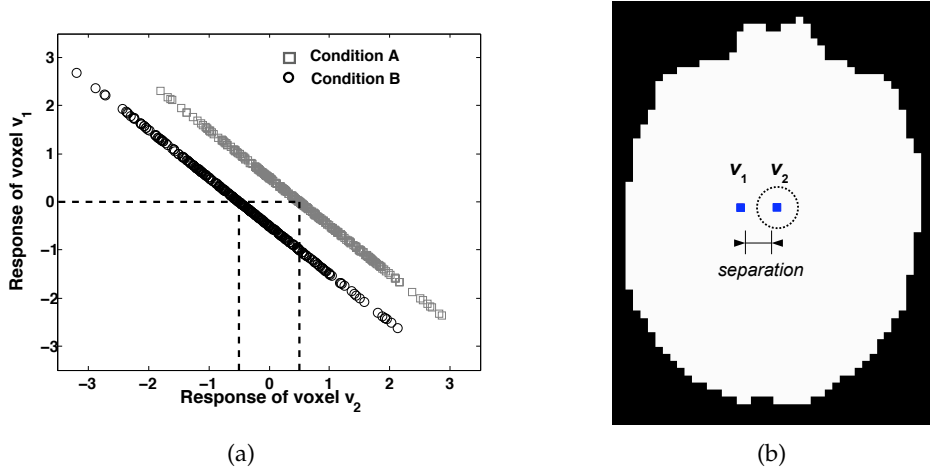 Condition A
Condition B
3
2
1
0
−1
−2
−3
Response of voxel v1
−3 −2 −1 0 1 2 3
Response of voxel v2
(a)
v1 v2
separation
(b)